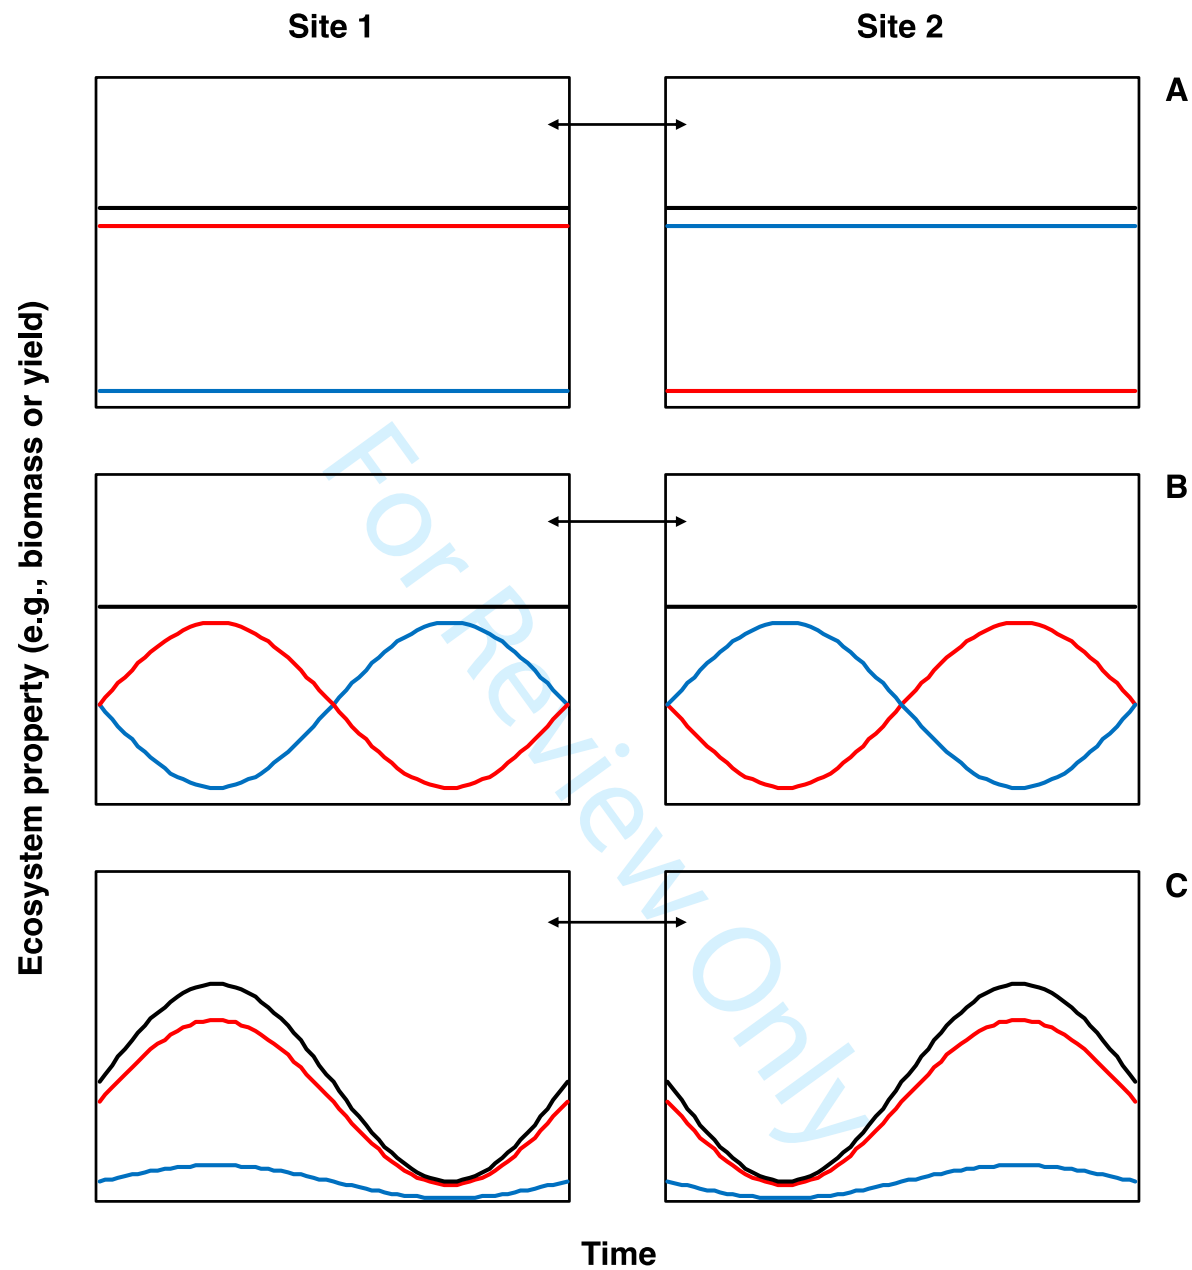 Site 1
Site 2
A
B
C
Ecosystem property (e.g., biomass or yield)
For Review Only
Time